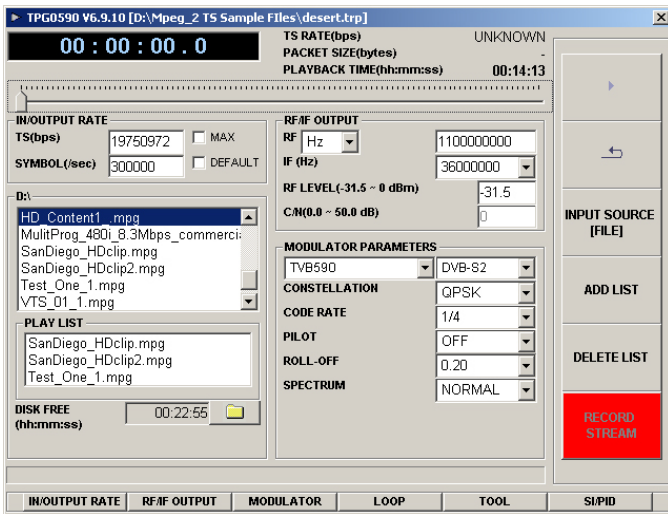 TPG0590 V6.9.10 [D:\Mpeg_2 TS Sample FIles\desert.trp]
00 : 00 : 00 . 0
TS RATE(bps) UNKNOWN
PACKET SIZE(bytes) -
PLAYBACK TIME(hh:mm:ss) 00:14:13
IN/OUTPUT RATE
TS(bps) 19750972 MAX
SYMBOL(/sec) 300000 DEFAULT
D:\
HD_Content1_.mpg
MulitProg_480i_8.3Mbps_commerci
SanDiego_HDclip.mpg
SanDiego_HDclip2.mpg
Test_One_1.mpg
VTS_01_1.mpg
PLAY LIST
SanDiego_HDclip.mpg
SanDiego_HDclip2.mpg
Test_One_1.mpg
DISK FREE
(hh:mm:ss)
00:22:55
RF/IF OUTPUT
RF Hz 1100000000
IF (Hz) 36000000
RF LEVEL(-31.5 ~ 0 dBm) -31.5
C/N(0.0 ~ 50.0 dB) 0
MODULATOR PARAMETERS
TVB590 DVB-S2
CONSTELLATION QPSK
CODE RATE 1/4
PILOT OFF
ROLL-OFF 0.20
SPECTRUM NORMAL
INPUT SOURCE
[FILE]
ADD LIST
DELETE LIST
RECORD
STREAM
IN/OUTPUT RATE RF/IF OUTPUT MODULATOR LOOP TOOL SI/PID